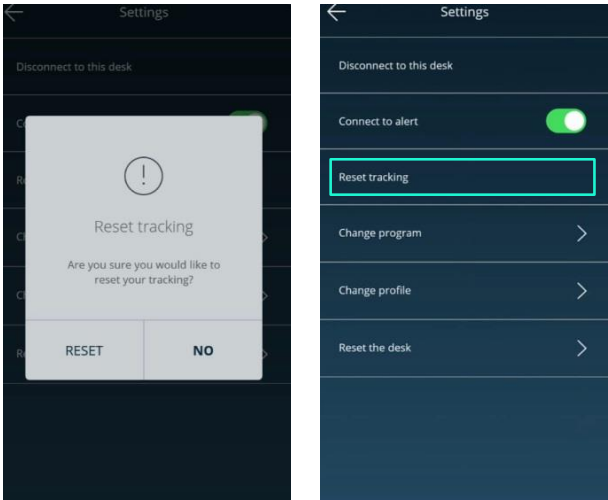 Settings
Disconnect to this desk
Reset tracking
Are you sure you would like to
reset your tracking?
RESET
NO
Settings
Disconnect to this desk
Connect to alert
Reset tracking
Change program
Change profile
Reset the desk